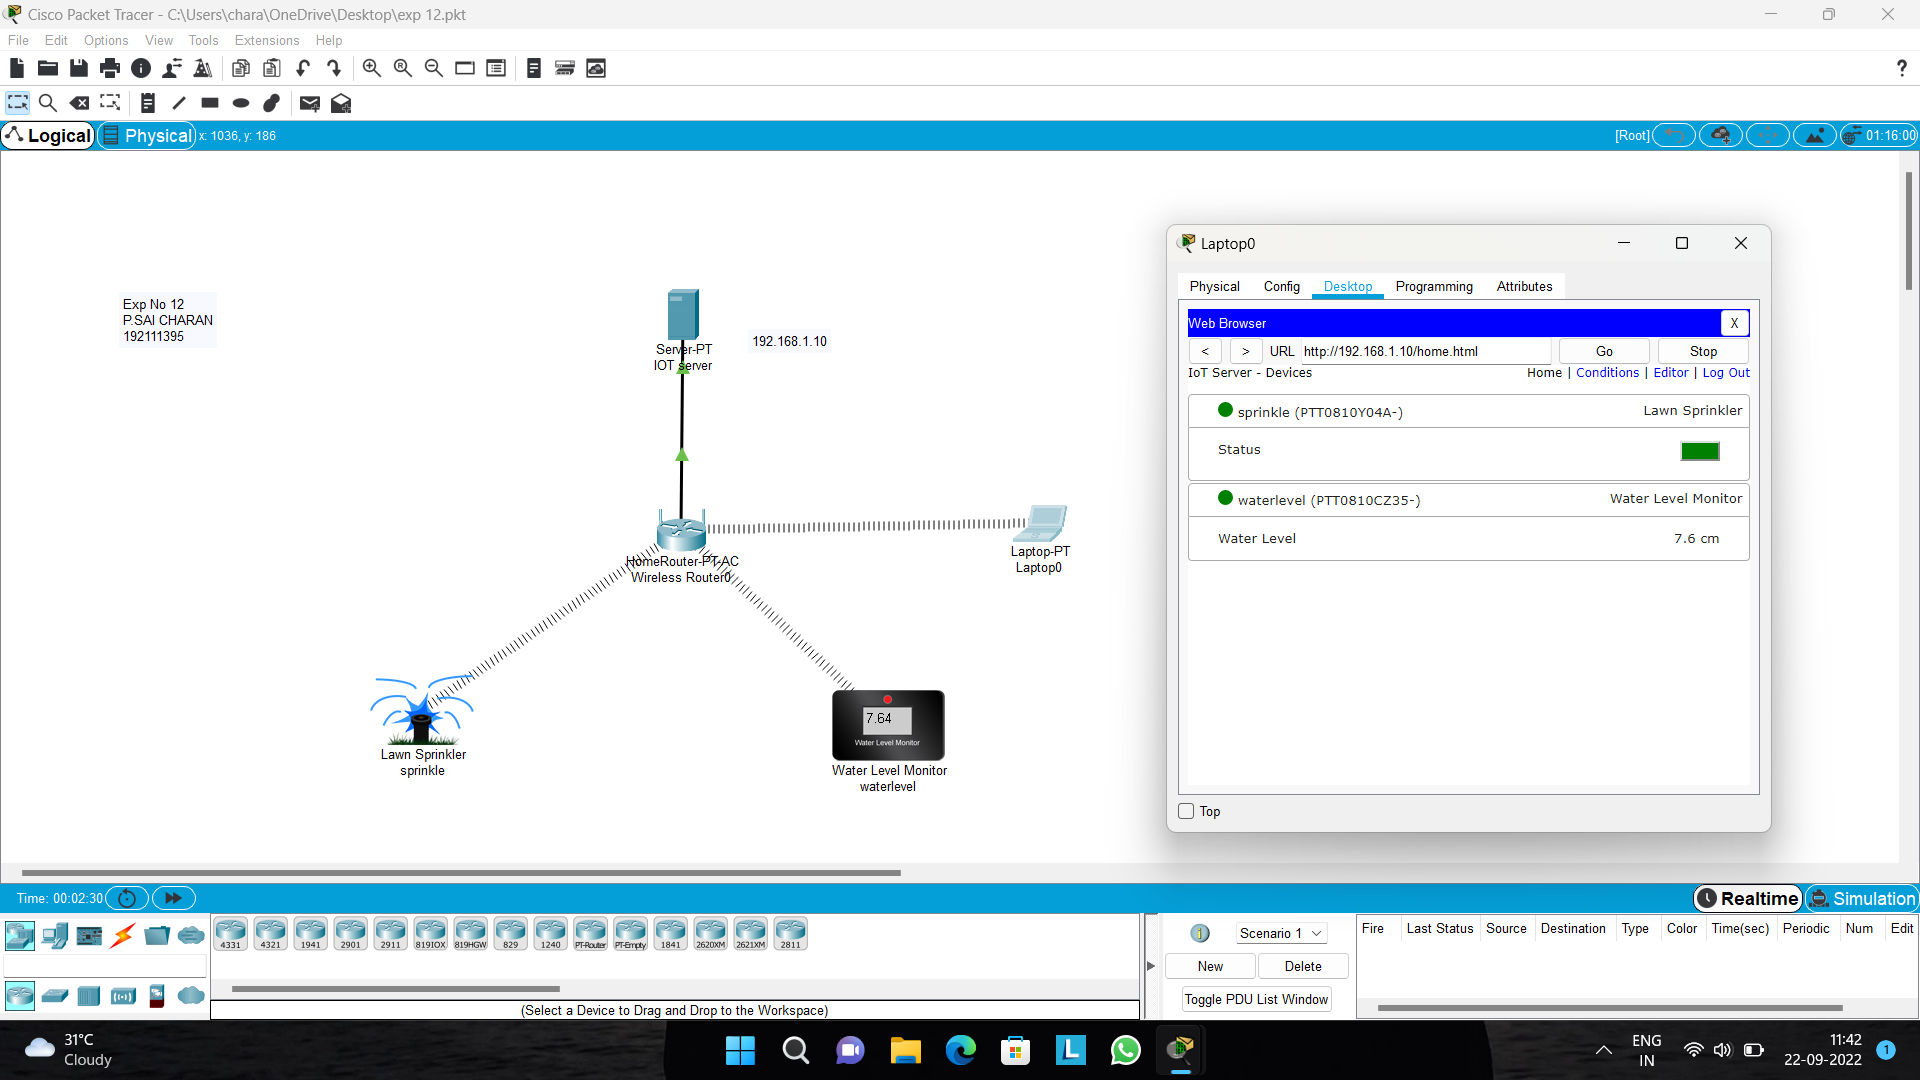 Cisco Packet Tracer - C:\Users\chara\OneDrive\Desktop\exp 12.pkt
File Edit Options View Tools Extensions Help
?
Logical Physical x: 1036, y: 186 [Root] 01:16:00
Exp No 12
P.SAI CHARAN
192111395
Server-PT
IOT server
192.168.1.10
HomeRouter-PT-AC
Wireless Router0
Laptop-PT
Laptop0
Lawn Sprinkler
sprinkle
7.64
Water Level Monitor
Water Level Monitor
waterlevel
Laptop0
Physical Config Desktop Programming Attributes
Web Browser X
< > URL http://192.168.1.10/home.html Go Stop
IoT Server - Devices Home | Conditions | Editor | Log Out
sprinkle (PTT0810Y04A-) Lawn Sprinkler
Status
waterlevel (PTT0810CZ35-) Water Level Monitor
Water Level 7.6 cm
Top
Time: 00:02:30 Realtime Simulation
4331 4321 1941 2901 2911 819IOX 819HGW 829 1240 PT-Router PT-Empty 1841 2620XM 2621XM 2811
(Select a Device to Drag and Drop to the Workspace)
Scenario 1
New Delete
Toggle PDU List Window
Fire Last Status Source Destination Type Color Time(sec) Periodic Num Edit
31°C
Cloudy
L
ENG
IN
11:42
22-09-2022
1